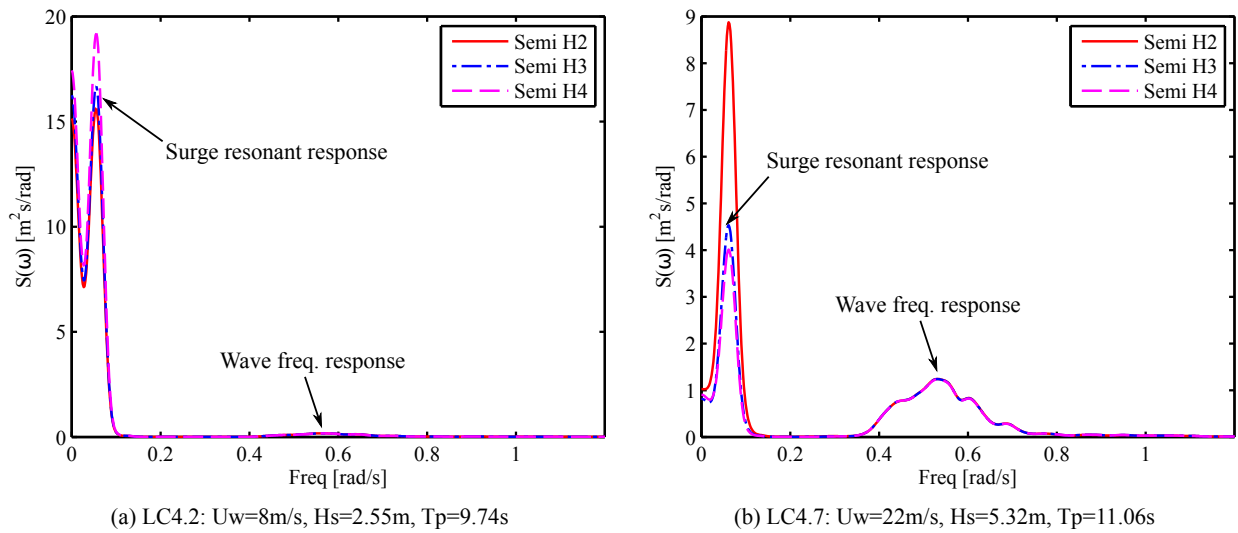 20
15
10
5
0
0
0.2
0.4
0.6
0.8
1
S(ω) [m²s/rad]
Freq [rad/s]
Semi H2
Semi H3
Semi H4
Surge resonant response
Wave freq. response
(a) LC4.2: Uw=8m/s, Hs=2.55m, Tp=9.74s
9
8
7
6
5
4
3
2
1
0
0
0.2
0.4
0.6
0.8
1
S(ω) [m²s/rad]
Freq [rad/s]
Semi H2
Semi H3
Semi H4
Surge resonant response
Wave freq. response
(b) LC4.7: Uw=22m/s, Hs=5.32m, Tp=11.06s